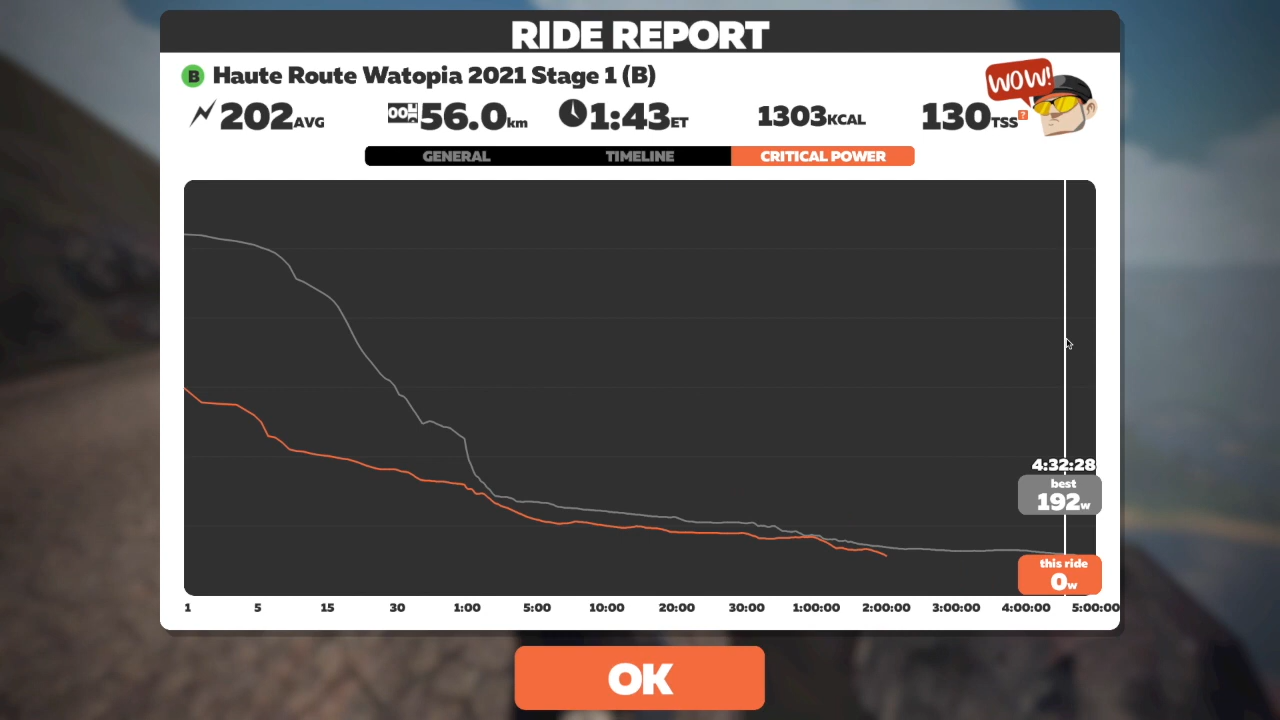 RIDE REPORT
B Haute Route Watopia 2021 Stage 1 (B)
WOW!
202AVG 56.0km 1:43ET 1303KCAL 130TSS ?
GENERAL TIMELINE CRITICAL POWER
4:32:28
best
192w
this ride
0w
1 5 15 30 1:00 5:00 10:00 20:00 30:00 1:00:00 2:00:00 3:00:00 4:00:00 5:00:00
OK